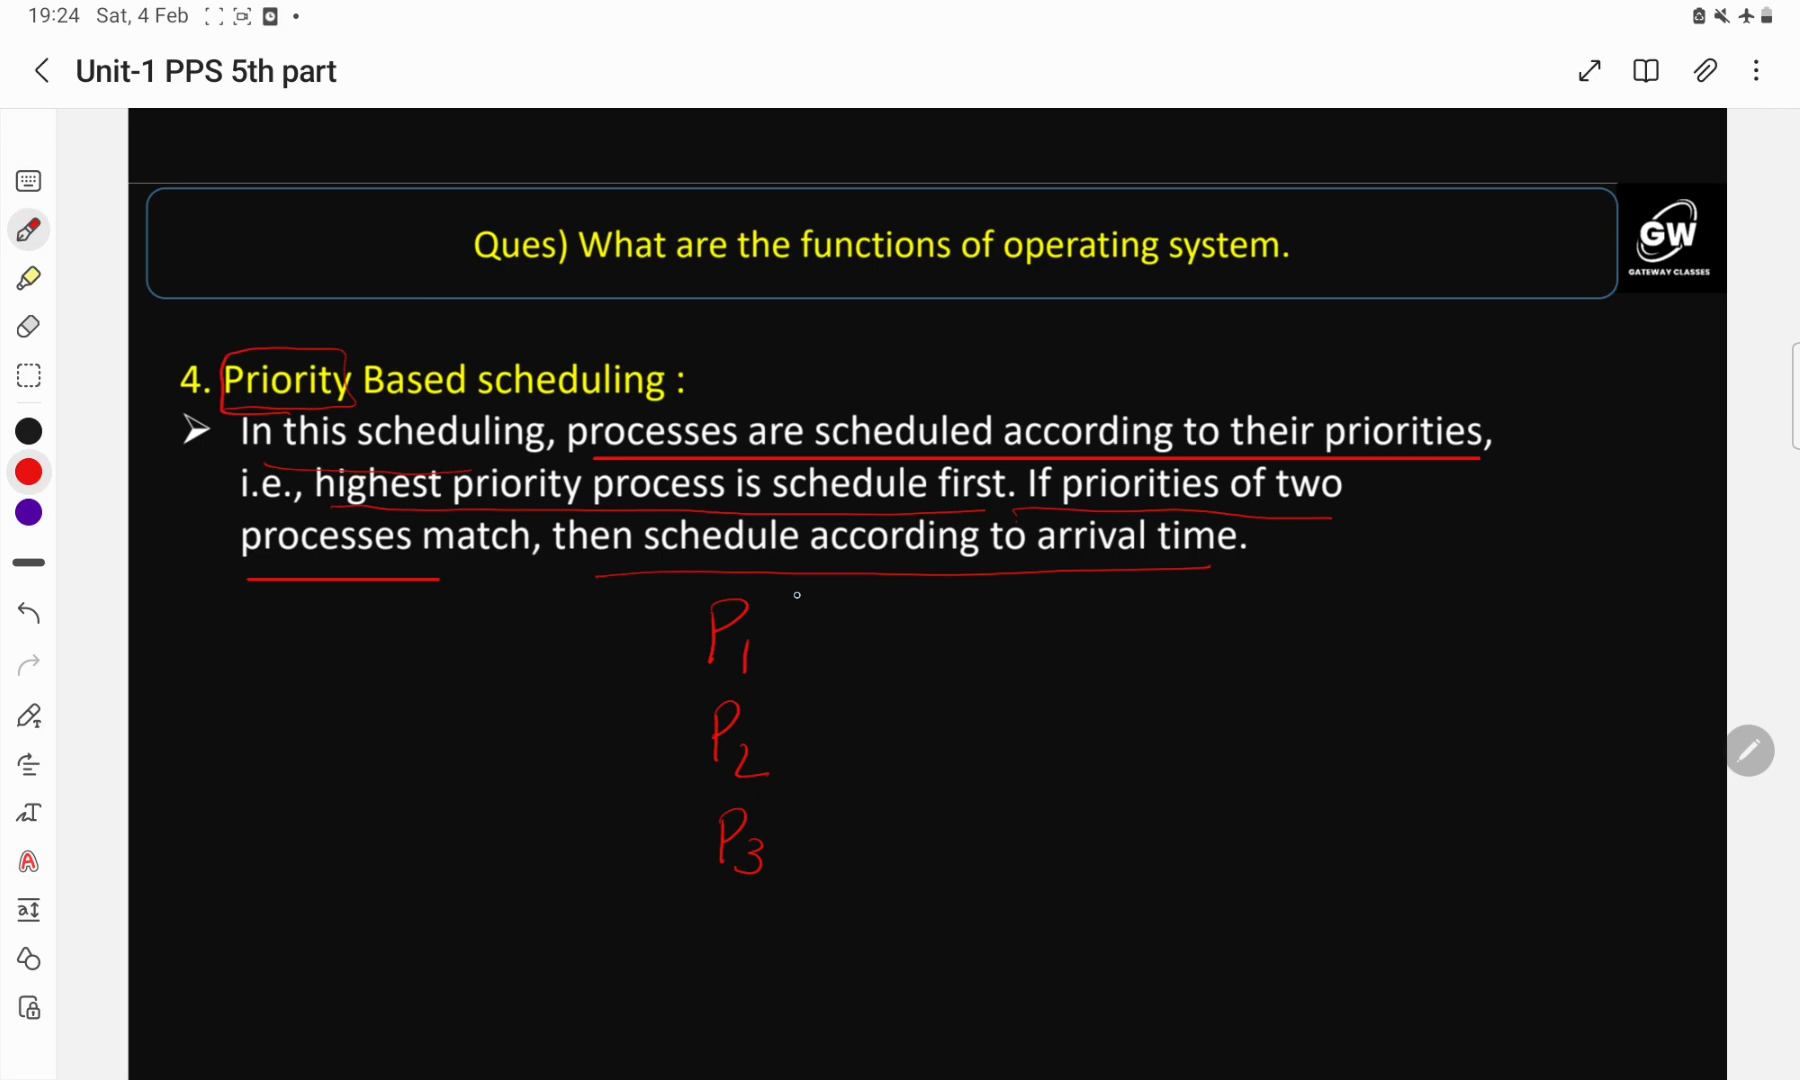 19:24 Sat, 4 Feb
Unit-1 PPS 5th part
Ques) What are the functions of operating system.
GW
GATEWAY CLASSES
4. Priority Based scheduling :
➤ In this scheduling, processes are scheduled according to their priorities,
i.e., highest priority process is schedule first. If priorities of two
processes match, then schedule according to arrival time.
P1
P2
P3